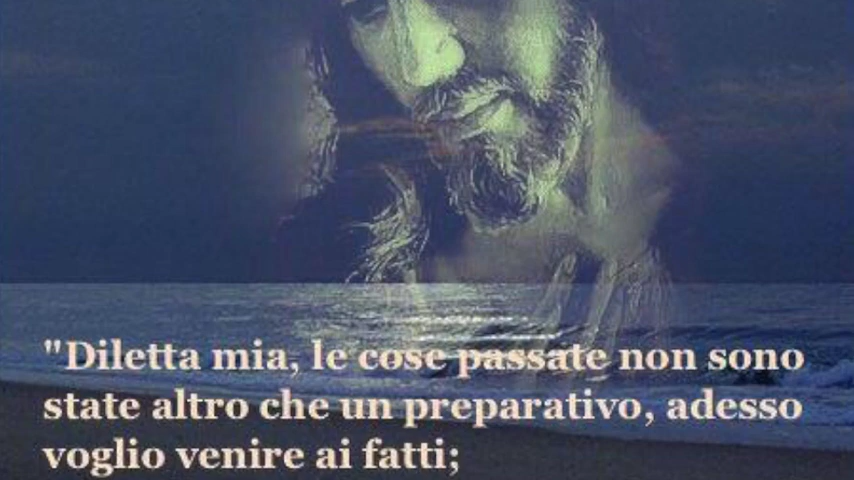 "Diletta mia, le cose passate non sono
state altro che un preparativo, adesso
voglio venire ai fatti;